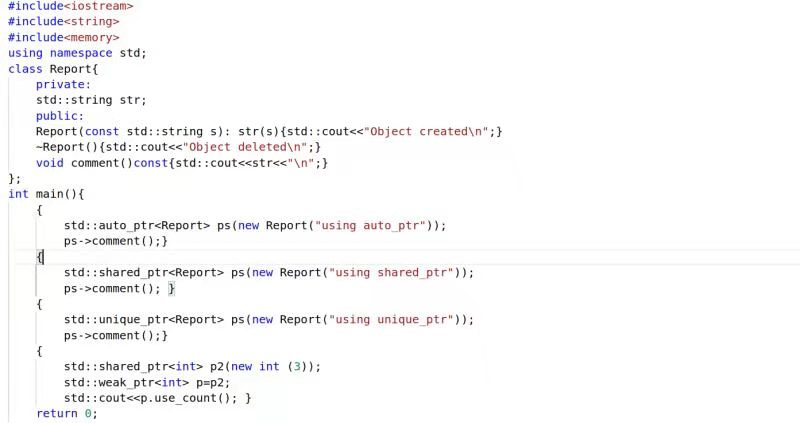 #include<iostream>
#include<string>
#include<memory>
using namespace std;
class Report{
    private:
    std::string str;
    public:
    Report(const std::string s): str(s){std::cout<<"Object created\n";}
    ~Report(){std::cout<<"Object deleted\n";}
    void comment()const{std::cout<<str<<"\n";}
};
int main(){
    {
        std::auto_ptr<Report> ps(new Report("using auto_ptr"));
        ps->comment();}
    {
        std::shared_ptr<Report> ps(new Report("using shared_ptr"));
        ps->comment(); }
    {
        std::unique_ptr<Report> ps(new Report("using unique_ptr"));
        ps->comment();}
    {
        std::shared_ptr<int> p2(new int (3));
        std::weak_ptr<int> p=p2;
        std::cout<<p.use_count(); }
    return 0;